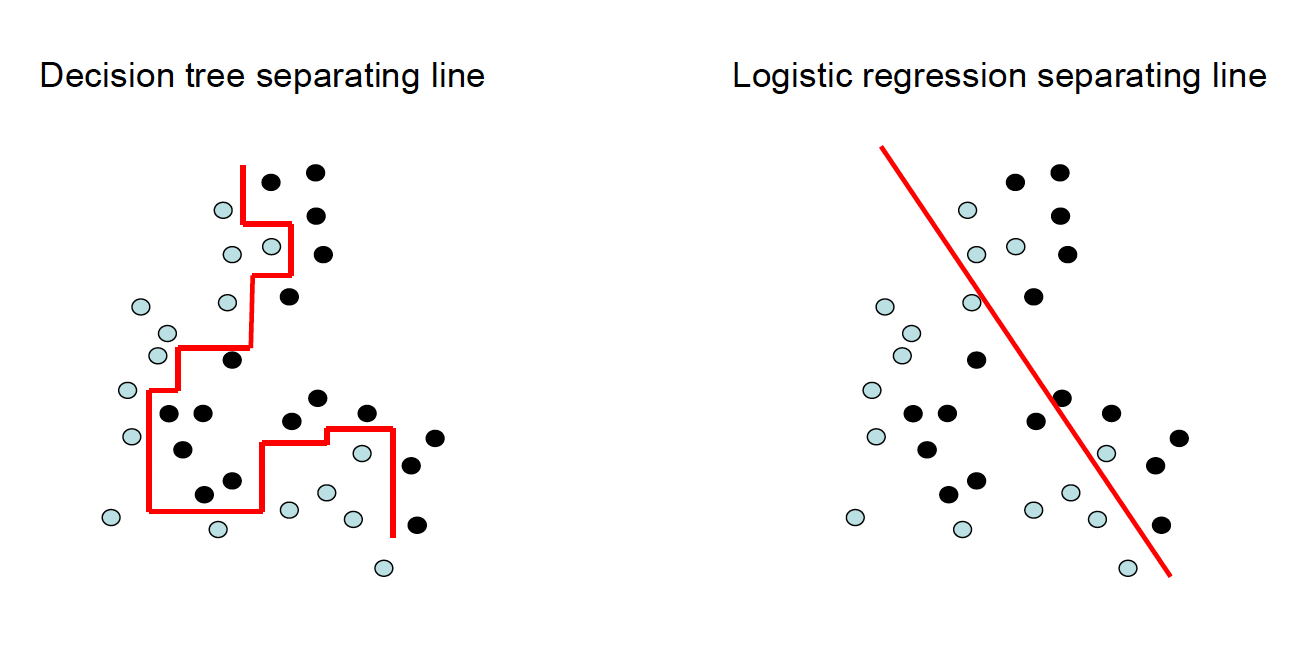 Decision tree separating line
Logistic regression separating line